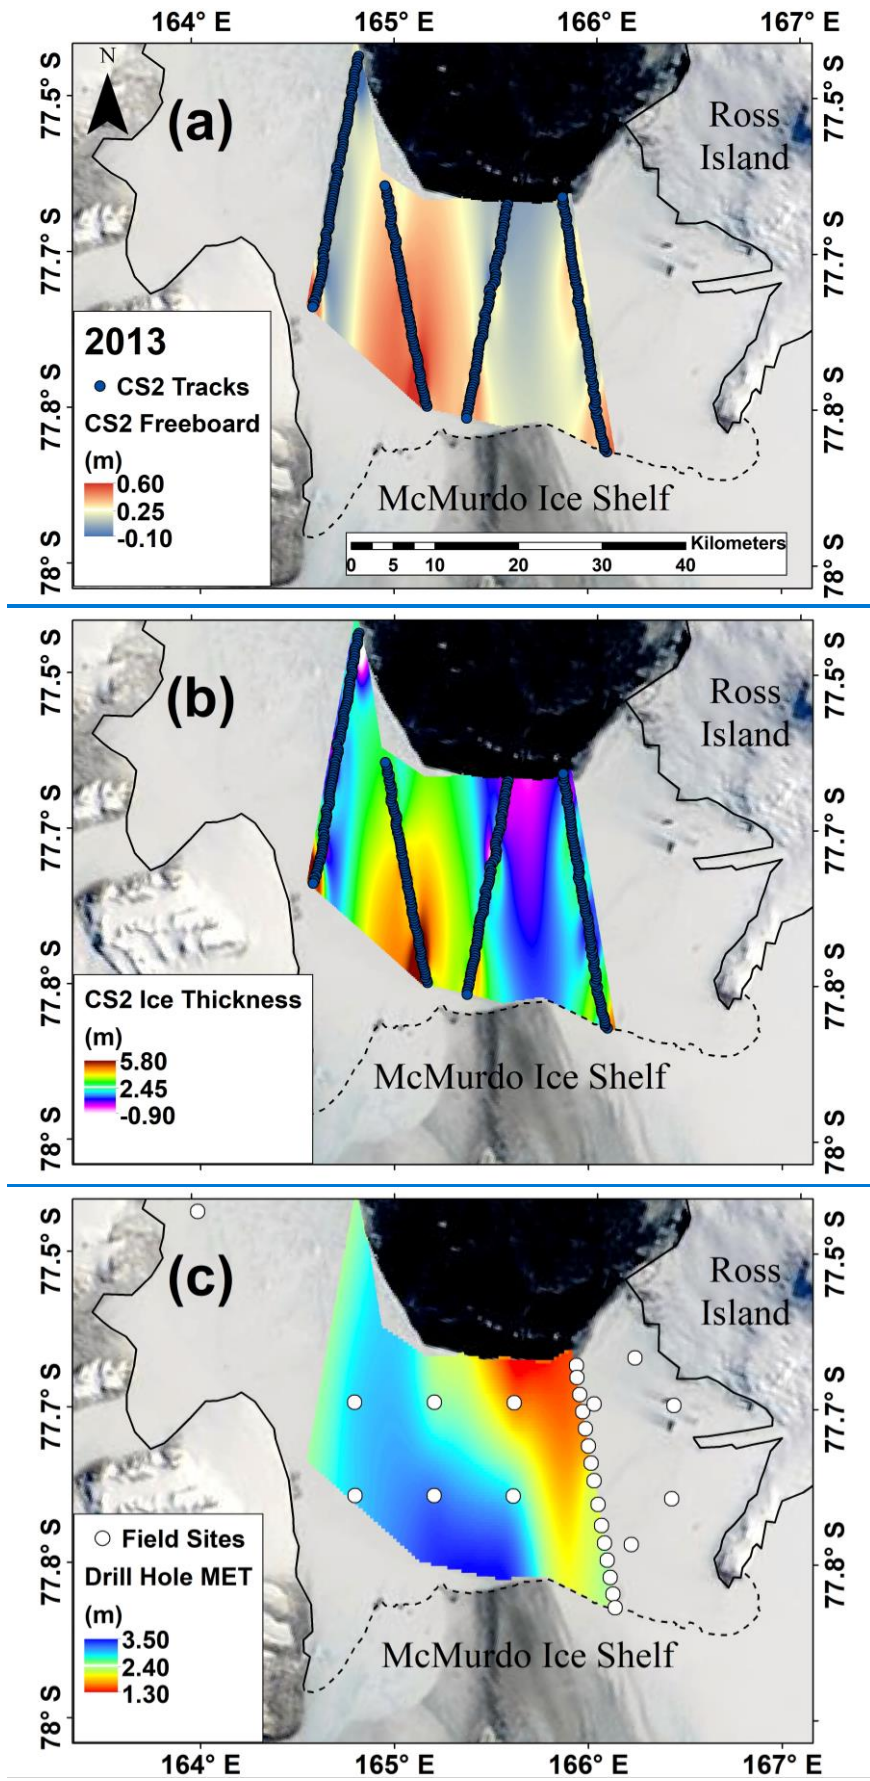 164° E 165° E 166° E 167° E
N
(a)
Ross
Island
77.5° S
77.5° S
77.7° S
77.7° S
2013
CS2 Tracks
CS2 Freeboard
(m)
0.60
0.25
-0.10
77.8° S
77.8° S
McMurdo Ice Shelf
Kilometers
0 5 10 20 30 40
78° S
78° S
(b)
Ross
Island
77.5° S
77.5° S
77.7° S
77.7° S
77.8° S
77.8° S
CS2 Ice Thickness
(m)
5.80
2.45
-0.90
McMurdo Ice Shelf
78° S
78° S
(c)
Ross
Island
77.5° S
77.5° S
77.7° S
77.7° S
77.8° S
77.8° S
Field Sites
Drill Hole MET
(m)
3.50
2.40
1.30
McMurdo Ice Shelf
78° S
78° S
164° E 165° E 166° E 167° E